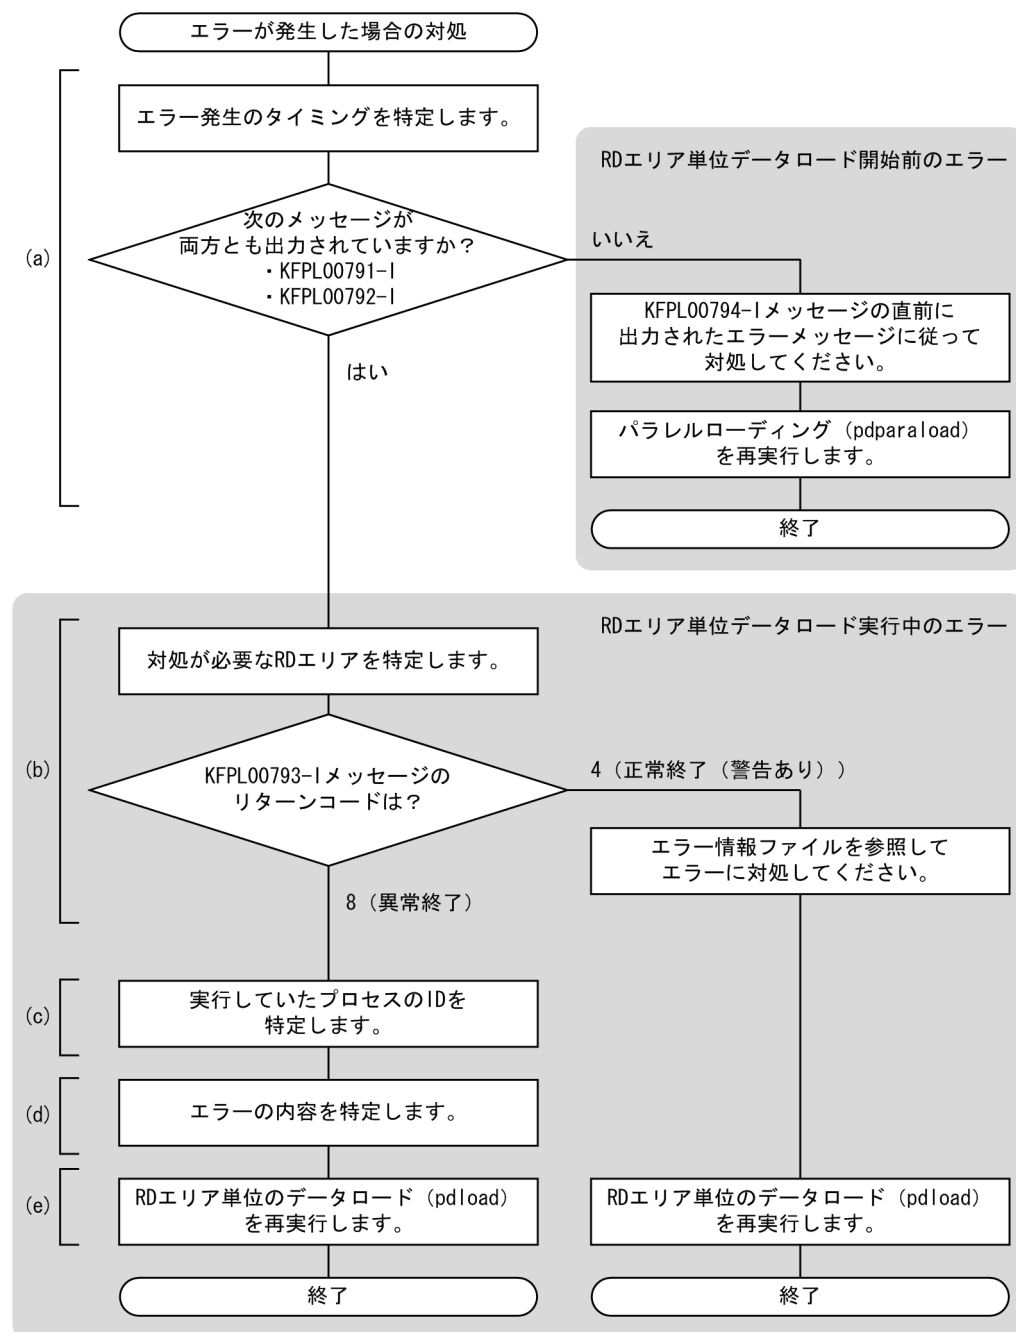 エラーが発生した場合の対処
エラー発生のタイミングを特定します。
RDエリア単位データロード開始前のエラー
(a)
次のメッセージが
両方とも出力されていますか？
・KFPL00791-I
・KFPL00792-I
いいえ
はい
KFPL00794-Iメッセージの直前に
出力されたエラーメッセージに従って
対処してください。
パラレルローディング（pdparaload）
を再実行します。
終了
RDエリア単位データロード実行中のエラー
対処が必要なRDエリアを特定します。
(b)
KFPL00793-Iメッセージの
リターンコードは？
4（正常終了（警告あり））
エラー情報ファイルを参照して
エラーに対処してください。
8（異常終了）
(c)
実行していたプロセスのIDを
特定します。
(d)
エラーの内容を特定します。
(e)
RDエリア単位のデータロード（pdload）
を再実行します。
RDエリア単位のデータロード（pdload）
を再実行します。
終了
終了